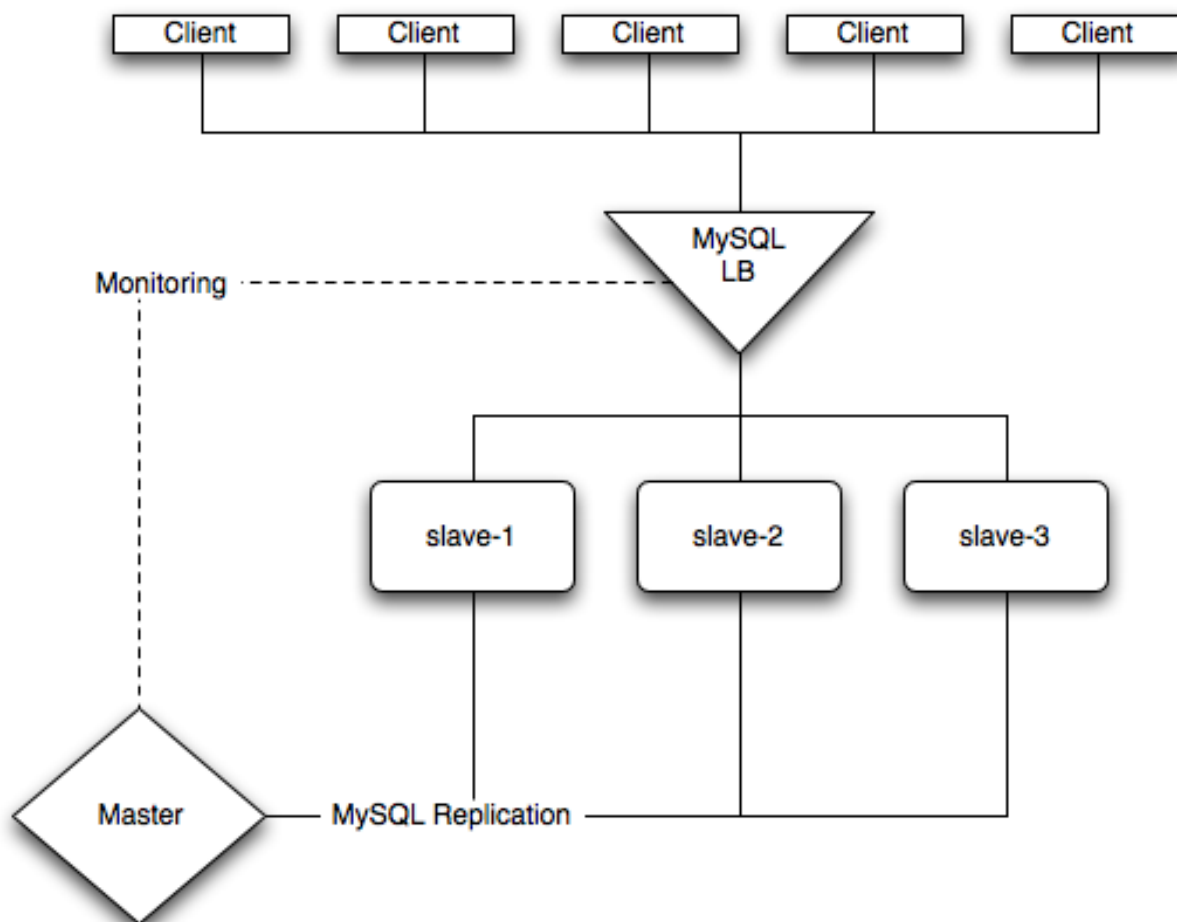 Client
Client
Client
Client
Client
MySQL
LB
Monitoring
slave-1
slave-2
slave-3
Master
MySQL Replication